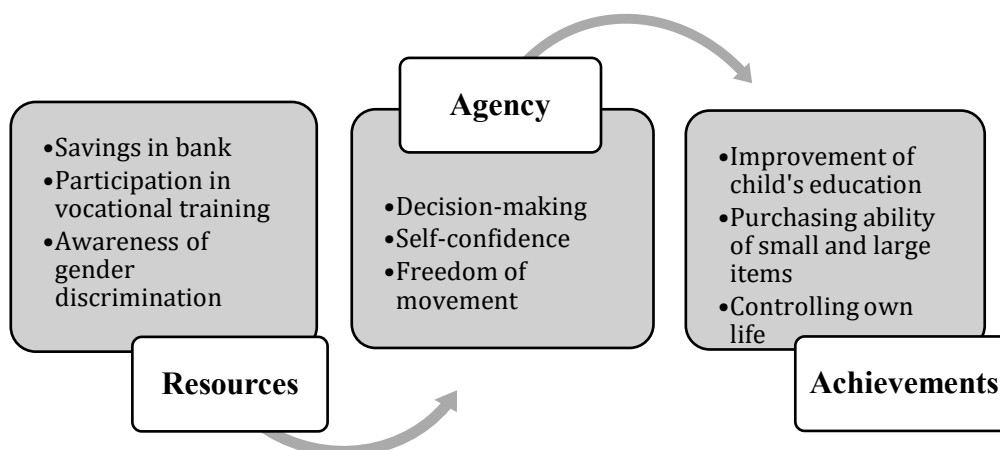 •Savings in bank
•Participation in
vocational training
•Awareness of
gender
discrimination
Resources
Agency
•Decision-making
•Self-confidence
•Freedom of
movement
•Improvement of
child's education
•Purchasing ability
of small and large
items
•Controlling own
life
Achievements